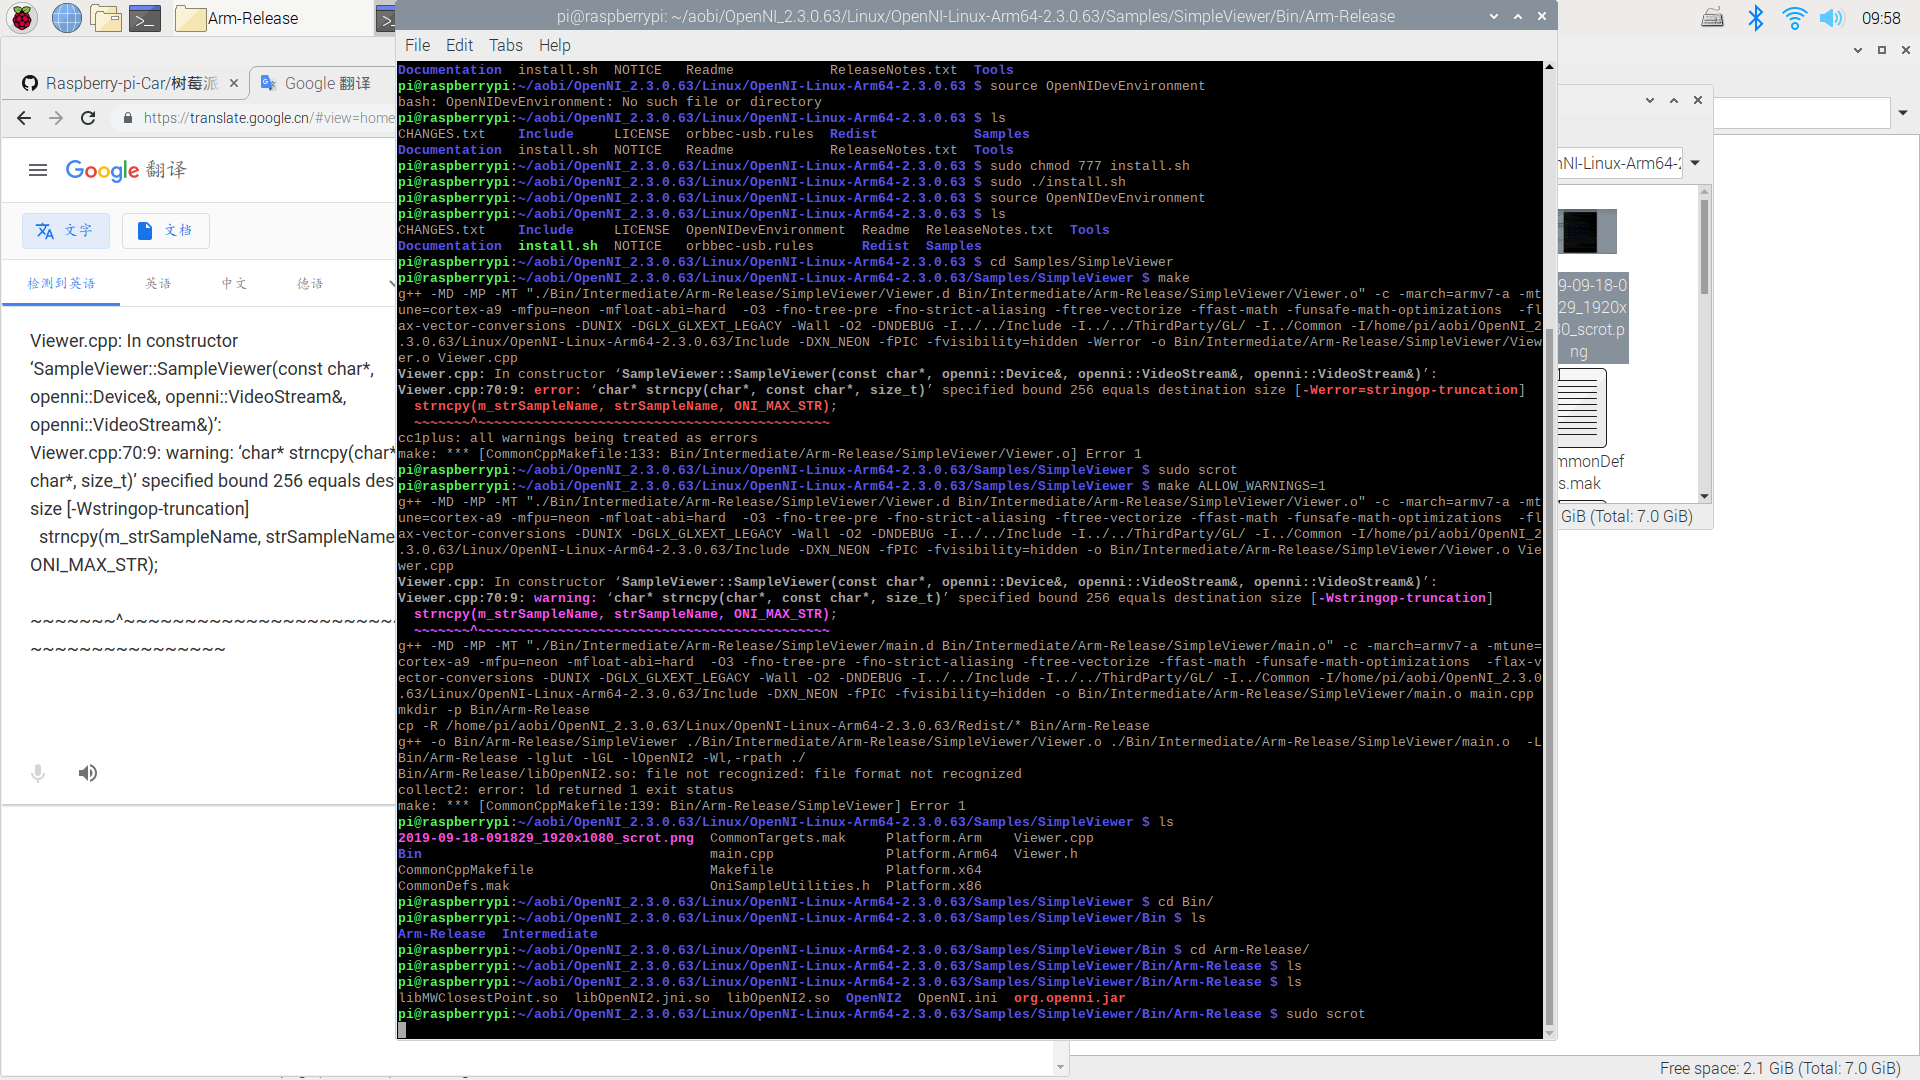 Arm-Release
pi@raspberrypi: ~/aobi/OpenNI_2.3.0.63/Linux/OpenNI-Linux-Arm64-2.3.0.63/Samples/SimpleViewer/Bin/Arm-Release
09:58
File Edit Tabs Help
Raspberry-pi-Car/树莓派
Google 翻译
https://translate.google.cn/#view=home
Google 翻译
文字 文档
检测到英语 英语 中文 德语
Viewer.cpp: In constructor
‘SampleViewer::SampleViewer(const char*,
openni::Device&, openni::VideoStream&,
openni::VideoStream&)’:
Viewer.cpp:70:9: warning: ‘char* strncpy(char*
char*, size_t)’ specified bound 256 equals des
size [-Wstringop-truncation]
strncpy(m_strSampleName, strSampleName
ONI_MAX_STR);
~~~~~~~^~~~~~~~~~~~~~~~~~~~~~~~
~~~~~~~~~~~~~~~~
Documentation install.sh NOTICE Readme ReleaseNotes.txt Tools
pi@raspberrypi:~/aobi/OpenNI_2.3.0.63/Linux/OpenNI-Linux-Arm64-2.3.0.63 $ source OpenNIDevEnvironment
bash: OpenNIDevEnvironment: No such file or directory
pi@raspberrypi:~/aobi/OpenNI_2.3.0.63/Linux/OpenNI-Linux-Arm64-2.3.0.63 $ ls
CHANGES.txt Include LICENSE orbbec-usb.rules Redist Samples
Documentation install.sh NOTICE Readme ReleaseNotes.txt Tools
pi@raspberrypi:~/aobi/OpenNI_2.3.0.63/Linux/OpenNI-Linux-Arm64-2.3.0.63 $ sudo chmod 777 install.sh
pi@raspberrypi:~/aobi/OpenNI_2.3.0.63/Linux/OpenNI-Linux-Arm64-2.3.0.63 $ sudo ./install.sh
pi@raspberrypi:~/aobi/OpenNI_2.3.0.63/Linux/OpenNI-Linux-Arm64-2.3.0.63 $ source OpenNIDevEnvironment
pi@raspberrypi:~/aobi/OpenNI_2.3.0.63/Linux/OpenNI-Linux-Arm64-2.3.0.63 $ ls
CHANGES.txt Include LICENSE OpenNIDevEnvironment Readme ReleaseNotes.txt Tools
Documentation install.sh NOTICE orbbec-usb.rules Redist Samples
pi@raspberrypi:~/aobi/OpenNI_2.3.0.63/Linux/OpenNI-Linux-Arm64-2.3.0.63 $ cd Samples/SimpleViewer
pi@raspberrypi:~/aobi/OpenNI_2.3.0.63/Linux/OpenNI-Linux-Arm64-2.3.0.63/Samples/SimpleViewer $ make
g++ -MD -MP -MT "./Bin/Intermediate/Arm-Release/SimpleViewer/Viewer.d Bin/Intermediate/Arm-Release/SimpleViewer/Viewer.o" -c -march=armv7-a -mt
une=cortex-a9 -mfpu=neon -mfloat-abi=hard -O3 -fno-tree-pre -fno-strict-aliasing -ftree-vectorize -ffast-math -funsafe-math-optimizations -fl
ax-vector-conversions -DUNIX -DGLX_GLXEXT_LEGACY -Wall -O2 -DNDEBUG -I../../Include -I../../ThirdParty/GL/ -I../Common -I/home/pi/aobi/OpenNI_2
.3.0.63/Linux/OpenNI-Linux-Arm64-2.3.0.63/Include -DXN_NEON -fPIC -fvisibility=hidden -Werror -o Bin/Intermediate/Arm-Release/SimpleViewer/View
er.o Viewer.cpp
Viewer.cpp: In constructor ‘SampleViewer::SampleViewer(const char*, openni::Device&, openni::VideoStream&, openni::VideoStream&)’:
Viewer.cpp:70:9: error: ‘char* strncpy(char*, const char*, size_t)’ specified bound 256 equals destination size [-Werror=stringop-truncation]
strncpy(m_strSampleName, strSampleName, ONI_MAX_STR);
~~~~~~~^~~~~~~~~~~~~~~~~~~~~~~~~~~~~~~~~~~~~~~~~~~~~
cc1plus: all warnings being treated as errors
make: *** [CommonCppMakefile:133: Bin/Intermediate/Arm-Release/SimpleViewer/Viewer.o] Error 1
pi@raspberrypi:~/aobi/OpenNI_2.3.0.63/Linux/OpenNI-Linux-Arm64-2.3.0.63/Samples/SimpleViewer $ sudo scrot
pi@raspberrypi:~/aobi/OpenNI_2.3.0.63/Linux/OpenNI-Linux-Arm64-2.3.0.63/Samples/SimpleViewer $ make ALLOW_WARNINGS=1
g++ -MD -MP -MT "./Bin/Intermediate/Arm-Release/SimpleViewer/Viewer.d Bin/Intermediate/Arm-Release/SimpleViewer/Viewer.o" -c -march=armv7-a -mt
une=cortex-a9 -mfpu=neon -mfloat-abi=hard -O3 -fno-tree-pre -fno-strict-aliasing -ftree-vectorize -ffast-math -funsafe-math-optimizations -fl
ax-vector-conversions -DUNIX -DGLX_GLXEXT_LEGACY -Wall -O2 -DNDEBUG -I../../Include -I../../ThirdParty/GL/ -I../Common -I/home/pi/aobi/OpenNI_2
.3.0.63/Linux/OpenNI-Linux-Arm64-2.3.0.63/Include -DXN_NEON -fPIC -fvisibility=hidden -o Bin/Intermediate/Arm-Release/SimpleViewer/Viewer.o Vie
wer.cpp
Viewer.cpp: In constructor ‘SampleViewer::SampleViewer(const char*, openni::Device&, openni::VideoStream&, openni::VideoStream&)’:
Viewer.cpp:70:9: warning: ‘char* strncpy(char*, const char*, size_t)’ specified bound 256 equals destination size [-Wstringop-truncation]
strncpy(m_strSampleName, strSampleName, ONI_MAX_STR);
~~~~~~~^~~~~~~~~~~~~~~~~~~~~~~~~~~~~~~~~~~~~~~~~~~~~
g++ -MD -MP -MT "./Bin/Intermediate/Arm-Release/SimpleViewer/main.d Bin/Intermediate/Arm-Release/SimpleViewer/main.o" -c -march=armv7-a -mtune=
cortex-a9 -mfpu=neon -mfloat-abi=hard -O3 -fno-tree-pre -fno-strict-aliasing -ftree-vectorize -ffast-math -funsafe-math-optimizations -flax-v
ector-conversions -DUNIX -DGLX_GLXEXT_LEGACY -Wall -O2 -DNDEBUG -I../../Include -I../../ThirdParty/GL/ -I../Common -I/home/pi/aobi/OpenNI_2.3.0
.63/Linux/OpenNI-Linux-Arm64-2.3.0.63/Include -DXN_NEON -fPIC -fvisibility=hidden -o Bin/Intermediate/Arm-Release/SimpleViewer/main.o main.cpp
mkdir -p Bin/Arm-Release
cp -R /home/pi/aobi/OpenNI_2.3.0.63/Linux/OpenNI-Linux-Arm64-2.3.0.63/Redist/* Bin/Arm-Release
g++ -o Bin/Arm-Release/SimpleViewer ./Bin/Intermediate/Arm-Release/SimpleViewer/Viewer.o ./Bin/Intermediate/Arm-Release/SimpleViewer/main.o -L
Bin/Arm-Release -lglut -lGL -lOpenNI2 -Wl,-rpath ./
Bin/Arm-Release/libOpenNI2.so: file not recognized: file format not recognized
collect2: error: ld returned 1 exit status
make: *** [CommonCppMakefile:139: Bin/Arm-Release/SimpleViewer] Error 1
pi@raspberrypi:~/aobi/OpenNI_2.3.0.63/Linux/OpenNI-Linux-Arm64-2.3.0.63/Samples/SimpleViewer $ ls
2019-09-18-091829_1920x1080_scrot.png CommonTargets.mak Platform.Arm Viewer.cpp
Bin main.cpp Platform.Arm64 Viewer.h
CommonCppMakefile Makefile Platform.x64
CommonDefs.mak OniSampleUtilities.h Platform.x86
pi@raspberrypi:~/aobi/OpenNI_2.3.0.63/Linux/OpenNI-Linux-Arm64-2.3.0.63/Samples/SimpleViewer $ cd Bin/
pi@raspberrypi:~/aobi/OpenNI_2.3.0.63/Linux/OpenNI-Linux-Arm64-2.3.0.63/Samples/SimpleViewer/Bin $ ls
Arm-Release Intermediate
pi@raspberrypi:~/aobi/OpenNI_2.3.0.63/Linux/OpenNI-Linux-Arm64-2.3.0.63/Samples/SimpleViewer/Bin $ cd Arm-Release/
pi@raspberrypi:~/aobi/OpenNI_2.3.0.63/Linux/OpenNI-Linux-Arm64-2.3.0.63/Samples/SimpleViewer/Bin/Arm-Release $ ls
pi@raspberrypi:~/aobi/OpenNI_2.3.0.63/Linux/OpenNI-Linux-Arm64-2.3.0.63/Samples/SimpleViewer/Bin/Arm-Release $ ls
libMWClosestPoint.so libOpenNI2.jni.so libOpenNI2.so OpenNI2 OpenNI.ini org.openni.jar
pi@raspberrypi:~/aobi/OpenNI_2.3.0.63/Linux/OpenNI-Linux-Arm64-2.3.0.63/Samples/SimpleViewer/Bin/Arm-Release $ sudo scrot
NI-Linux-Arm64-
9-09-18-0
29_1920x
80_scrot.p
ng
mmonDef
s.mak
GiB (Total: 7.0 GiB)
Free space: 2.1 GiB (Total: 7.0 GiB)